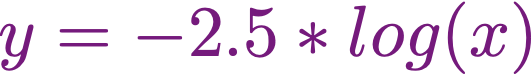 y = −2.5 ∗ log(x)